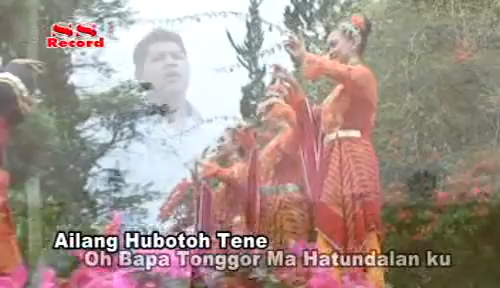 SS
Record
Ailang Hubotoh Tene
Oh Bapa Tonggor Ma Hatundalan ku